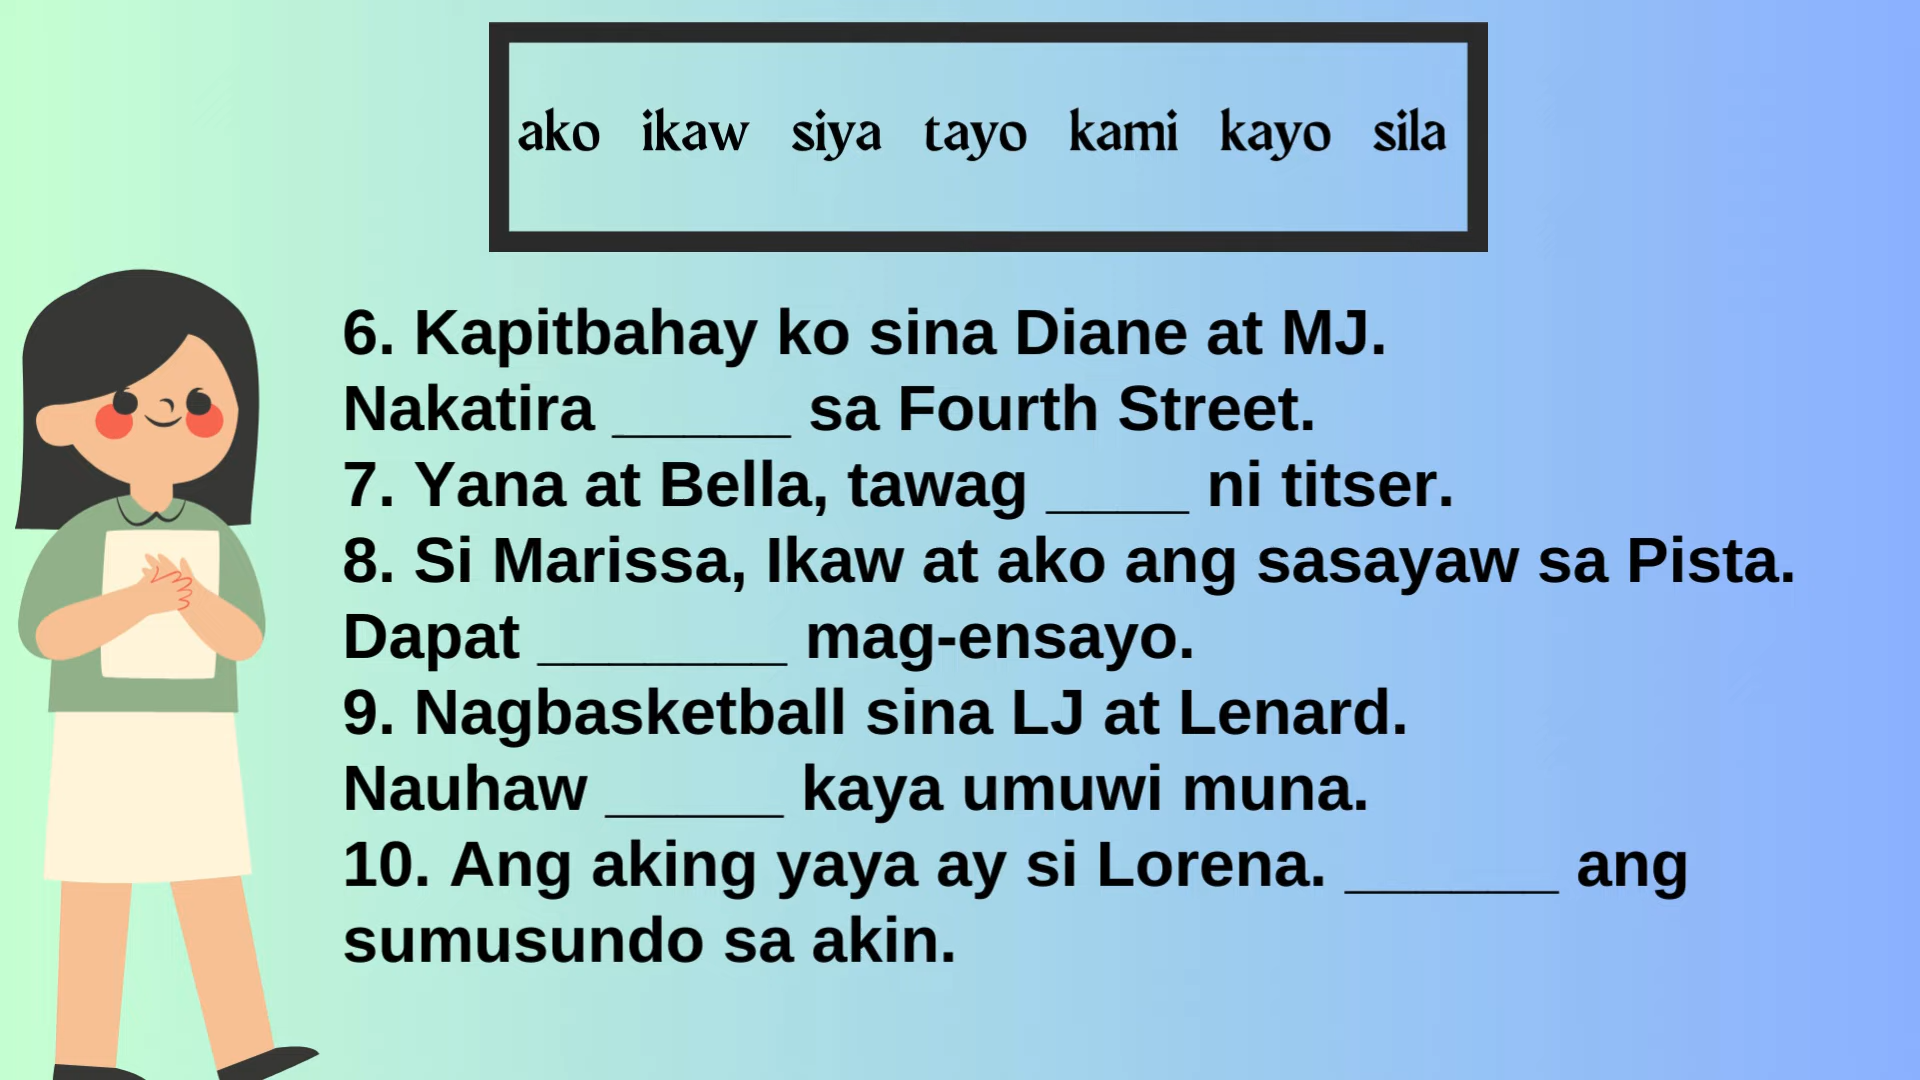 ako ikaw siya tayo kami kayo sila
6. Kapitbahay ko sina Diane at MJ.
Nakatira _____ sa Fourth Street.
7. Yana at Bella, tawag ____ ni titser.
8. Si Marissa, Ikaw at ako ang sasayaw sa Pista.
Dapat _______ mag-ensayo.
9. Nagbasketball sina LJ at Lenard.
Nauhaw _____ kaya umuwi muna.
10. Ang aking yaya ay si Lorena. ______ ang
sumusundo sa akin.